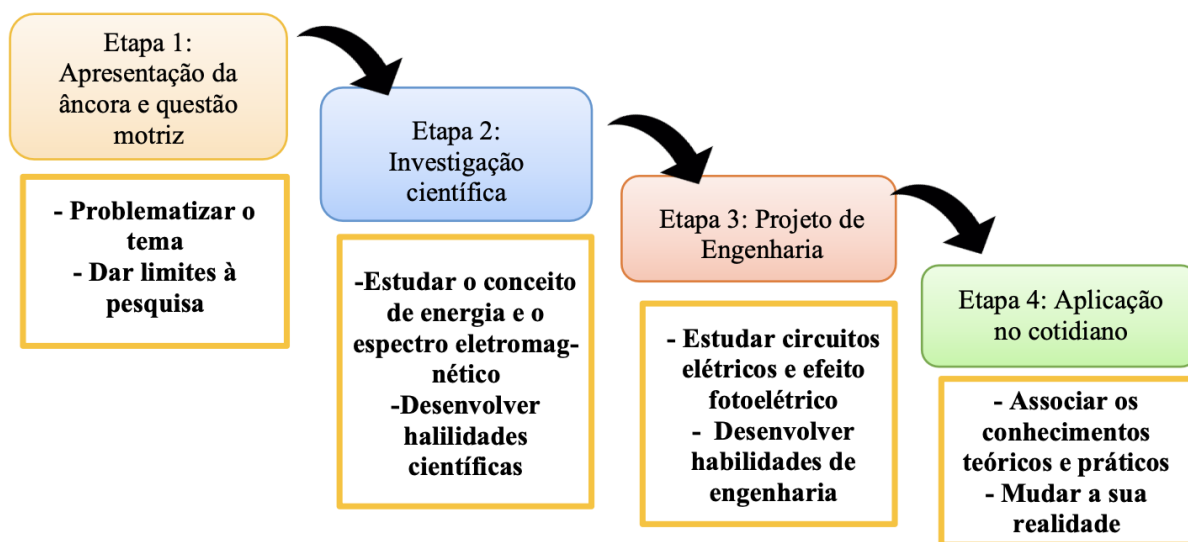 Etapa 1:
Apresentação da
âncora e questão
motriz
- Problematizar o
tema
- Dar limites à
pesquisa
Etapa 2:
Investigação
científica
-Estudar o conceito
de energia e o
espectro eletromag-
nético
-Desenvolver
halilidades
científicas
Etapa 3: Projeto de
Engenharia
- Estudar circuitos
elétricos e efeito
fotoelétrico
- Desenvolver
habilidades de
engenharia
Etapa 4: Aplicação
no cotidiano
- Associar os
conhecimentos
teóricos e práticos
- Mudar a sua
realidade